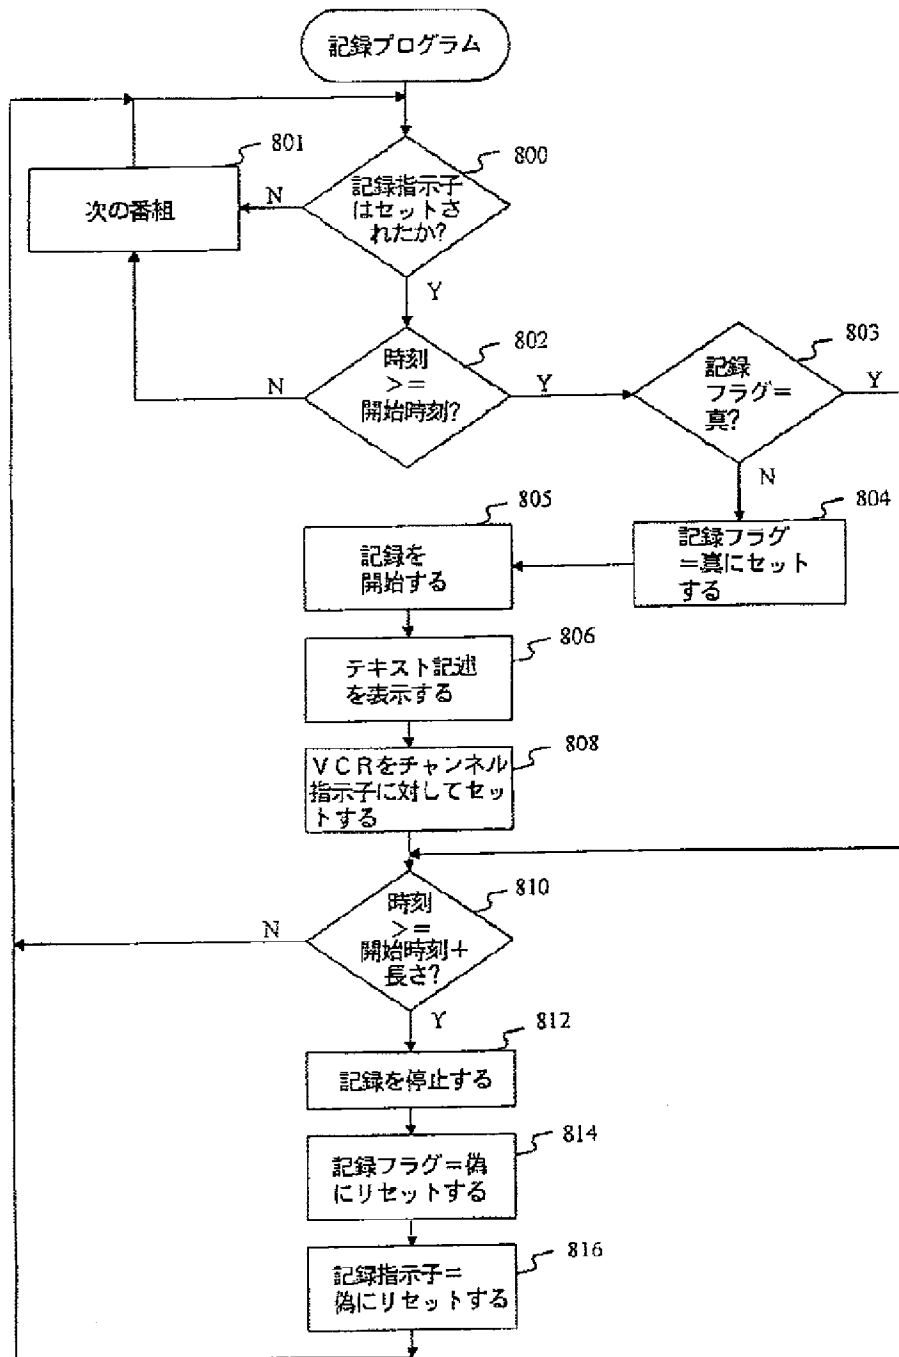 記録プログラム
801
800
記録指示子
はセットさ
れたか?
N
次の番組
Y
802
803
時刻
>=
開始時刻?
N
Y
記録
フラグ=
真?
Y
N
805
804
記録を
開始する
記録フラグ
=真にセット
する
806
テキスト記述
を表示する
808
VCRをチャンネル
指示子に対してセッ
トする
810
時刻
>=
開始時刻+
長さ?
N
Y
812
記録を停止する
814
記録フラグ=偽
にリセットする
816
記録指示子=
偽にリセットする